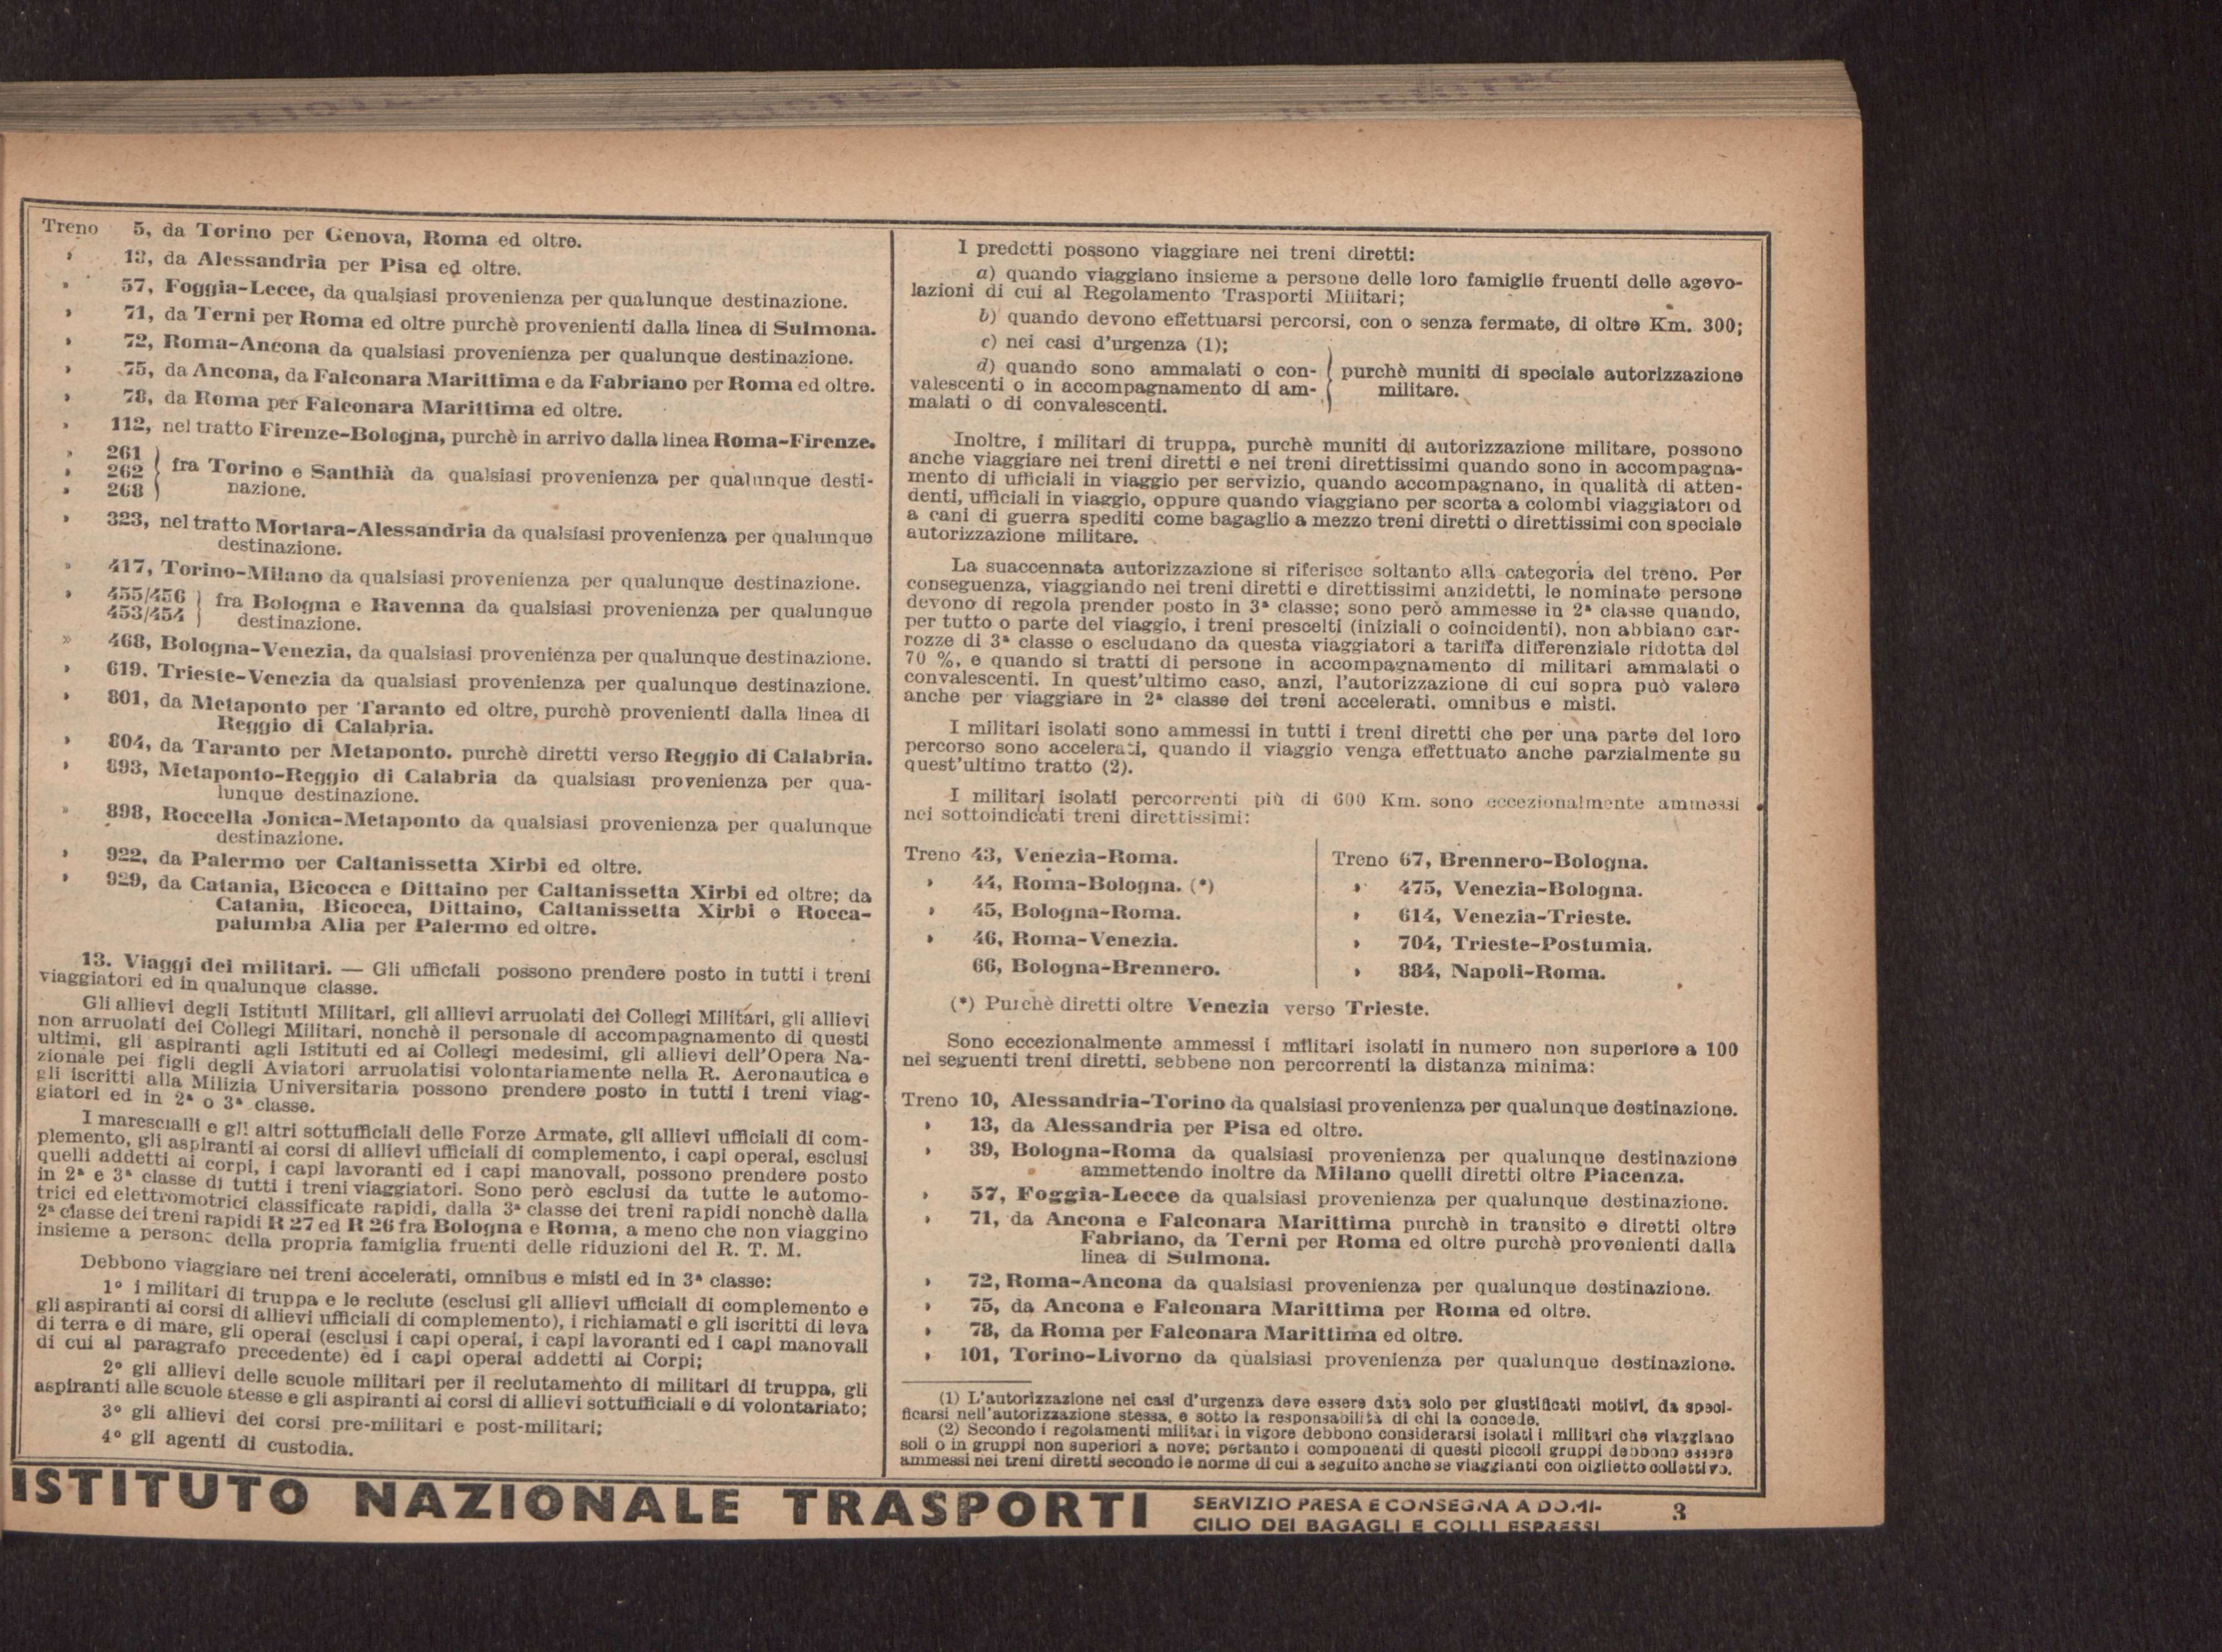 Treno 5, da Torino per Genova, Roma ed oltre.
» 13, da Alessandria per Pisa ed oltre.
» 57, Foggia-Lecce, da qualsiasi provenienza per qualunque destinazione.
» 71, da Terni per Roma ed oltre purchè provenienti dalla linea di Sulmona.
» 72, Roma-Ancona da qualsiasi provenienza per qualunque destinazione.
» 75, da Ancona, da Falconara Marittima e da Fabriano per Roma ed oltre.
» 78, da Roma per Falconara Marittima ed oltre.
» 112, nel tratto Firenze-Bologna, purchè in arrivo dalla linea Roma-Firenze.
» 261
» 262 fra Torino e Santhià da qualsiasi provenienza per qualunque desti-
» 268 nazione.
» 323, nel tratto Mortara-Alessandria da qualsiasi provenienza per qualunque
destinazione.
» 417, Torino-Milano da qualsiasi provenienza per qualunque destinazione.
» 455/456 fra Bologna e Ravenna da qualsiasi provenienza per qualunque
453/454 destinazione.
» 468, Bologna-Venezia, da qualsiasi provenienza per qualunque destinazione.
» 619, Trieste-Venezia da qualsiasi provenienza per qualunque destinazione.
» 801, da Metaponto per Taranto ed oltre, purchè provenienti dalla linea di
Reggio di Calabria.
» 804, da Taranto per Metaponto, purchè diretti verso Reggio di Calabria.
» 893, Metaponto-Reggio di Calabria da qualsiasi provenienza per qua-
lunque destinazione.
» 898, Roccella Jonica-Metaponto da qualsiasi provenienza per qualunque
destinazione.
» 922, da Palermo per Caltanissetta Xirbi ed oltre.
» 929, da Catania, Bicocca e Dittaino per Caltanissetta Xirbi ed oltre; da
Catania, Bicocca, Dittaino, Caltanissetta Xirbi e Rocca-
palumba Alia per Palermo ed oltre.
13. Viaggi dei militari. — Gli ufficiali possono prendere posto in tutti i treni
viaggiatori ed in qualunque classe.
Gli allievi degli Istituti Militari, gli allievi arruolati dei Collegi Militari, gli allievi
non arruolati dei Collegi Militari, nonchè il personale di accompagnamento di questi
ultimi, gli aspiranti agli Istituti ed ai Collegi medesimi, gli allievi dell'Opera Na-
zionale pei figli degli Aviatori arruolatisi volontariamente nella R. Aeronautica e
gli iscritti alla Milizia Universitaria possono prendere posto in tutti i treni viag-
giatori ed in 2ª o 3ª classe.
I marescialli e gli altri sottufficiali delle Forze Armate, gli allievi ufficiali di com-
plemento, gli aspiranti ai corsi di allievi ufficiali di complemento, i capi operai, esclusi
quelli addetti ai corpi, i capi lavoranti ed i capi manovali, possono prendere posto
in 2ª e 3ª classe di tutti i treni viaggiatori. Sono però esclusi da tutte le automo-
trici ed elettromotrici classificate rapidi, dalla 3ª classe dei treni rapidi nonchè dalla
2ª classe dei treni rapidi R 27 ed R 26 fra Bologna e Roma, a meno che non viaggino
insieme a persone della propria famiglia fruenti delle riduzioni del R. T. M.
Debbono viaggiare nei treni accelerati, omnibus e misti ed in 3ª classe:
1º i militari di truppa e le reclute (esclusi gli allievi ufficiali di complemento e
gli aspiranti ai corsi di allievi ufficiali di complemento), i richiamati e gli iscritti di leva
di terra e di mare, gli operai (esclusi i capi operai, i capi lavoranti ed i capi manovali
di cui al paragrafo precedente) ed i capi operai addetti ai Corpi;
2º gli allievi delle scuole militari per il reclutamento di militari di truppa, gli
aspiranti alle scuole stesse e gli aspiranti ai corsi di allievi sottufficiali e di volontariato;
3º gli allievi dei corsi pre-militari e post-militari;
4º gli agenti di custodia.
I predetti possono viaggiare nei treni diretti:
a) quando viaggiano insieme a persone delle loro famiglie fruenti delle agevo-
lazioni di cui al Regolamento Trasporti Militari;
b) quando devono effettuarsi percorsi, con o senza fermate, di oltre Km. 300;
c) nei casi d'urgenza (1);
d) quando sono ammalati o con- purchè muniti di speciale autorizzazione
valescenti o in accompagnamento di am- militare.
malati o di convalescenti.
Inoltre, i militari di truppa, purchè muniti di autorizzazione militare, possono
anche viaggiare nei treni diretti e nei treni direttissimi quando sono in accompagna-
mento di ufficiali in viaggio per servizio, quando accompagnano, in qualità di atten-
denti, ufficiali in viaggio, oppure quando viaggiano per scorta a colombi viaggiatori od
a cani di guerra spediti come bagaglio a mezzo treni diretti o direttissimi con speciale
autorizzazione militare.
La suaccennata autorizzazione si riferisce soltanto alla categoria del treno. Per
conseguenza, viaggiando nei treni diretti e direttissimi anzidetti, le nominate persone
devono di regola prender posto in 3ª classe; sono però ammesse in 2ª classe quando,
per tutto o parte del viaggio, i treni prescelti (iniziali o coincidenti), non abbiano car-
rozze di 3ª classe o escludano da questa viaggiatori a tariffa differenziale ridotta del
70 %, e quando si tratti di persone in accompagnamento di militari ammalati o
convalescenti. In quest'ultimo caso, anzi, l'autorizzazione di cui sopra può valere
anche per viaggiare in 2ª classe dei treni accelerati, omnibus e misti.
I militari isolati sono ammessi in tutti i treni diretti che per una parte del loro
percorso sono accelerati, quando il viaggio venga effettuato anche parzialmente su
quest'ultimo tratto (2).
I militari isolati percorrenti più di 600 Km. sono eccezionalmente ammessi
nei sottoindicati treni direttissimi:
Treno 43, Venezia-Roma.
» 44, Roma-Bologna. (*)
» 45, Bologna-Roma.
» 46, Roma-Venezia.
66, Bologna-Brennero.
Treno 67, Brennero-Bologna.
» 475, Venezia-Bologna.
» 614, Venezia-Trieste.
» 704, Trieste-Postumia.
» 884, Napoli-Roma.
(*) Purchè diretti oltre Venezia verso Trieste.
Sono eccezionalmente ammessi i militari isolati in numero non superiore a 100
nei seguenti treni diretti, sebbene non percorrenti la distanza minima:
Treno 10, Alessandria-Torino da qualsiasi provenienza per qualunque destinazione.
» 13, da Alessandria per Pisa ed oltre.
» 39, Bologna-Roma da qualsiasi provenienza per qualunque destinazione
ammettendo inoltre da Milano quelli diretti oltre Piacenza.
» 57, Foggia-Lecce da qualsiasi provenienza per qualunque destinazione.
» 71, da Ancona e Falconara Marittima purchè in transito e diretti oltre
Fabriano, da Terni per Roma ed oltre purchè provenienti dalla
linea di Sulmona.
» 72, Roma-Ancona da qualsiasi provenienza per qualunque destinazione.
» 75, da Ancona e Falconara Marittima per Roma ed oltre.
» 78, da Roma per Falconara Marittima ed oltre.
» 101, Torino-Livorno da qualsiasi provenienza per qualunque destinazione.
(1) L'autorizzazione nei casi d'urgenza deve essere data solo per giustificati motivi, da speci-
ficarsi nell'autorizzazione stessa, e sotto la responsabilità di chi la concede.
(2) Secondo i regolamenti militari in vigore debbono considerarsi isolati i militari che viaggiano
soli o in gruppi non superiori a nove; pertanto i componenti di questi piccoli gruppi debbono essere
ammessi nei treni diretti secondo le norme di cui a seguito anche se viaggianti con biglietto collettivo.
ISTITUTO NAZIONALE TRASPORTI
SERVIZIO PRESA E CONSEGNA A DOMI-
CILIO DEI BAGAGLI E COLLI ESPRESSI
3